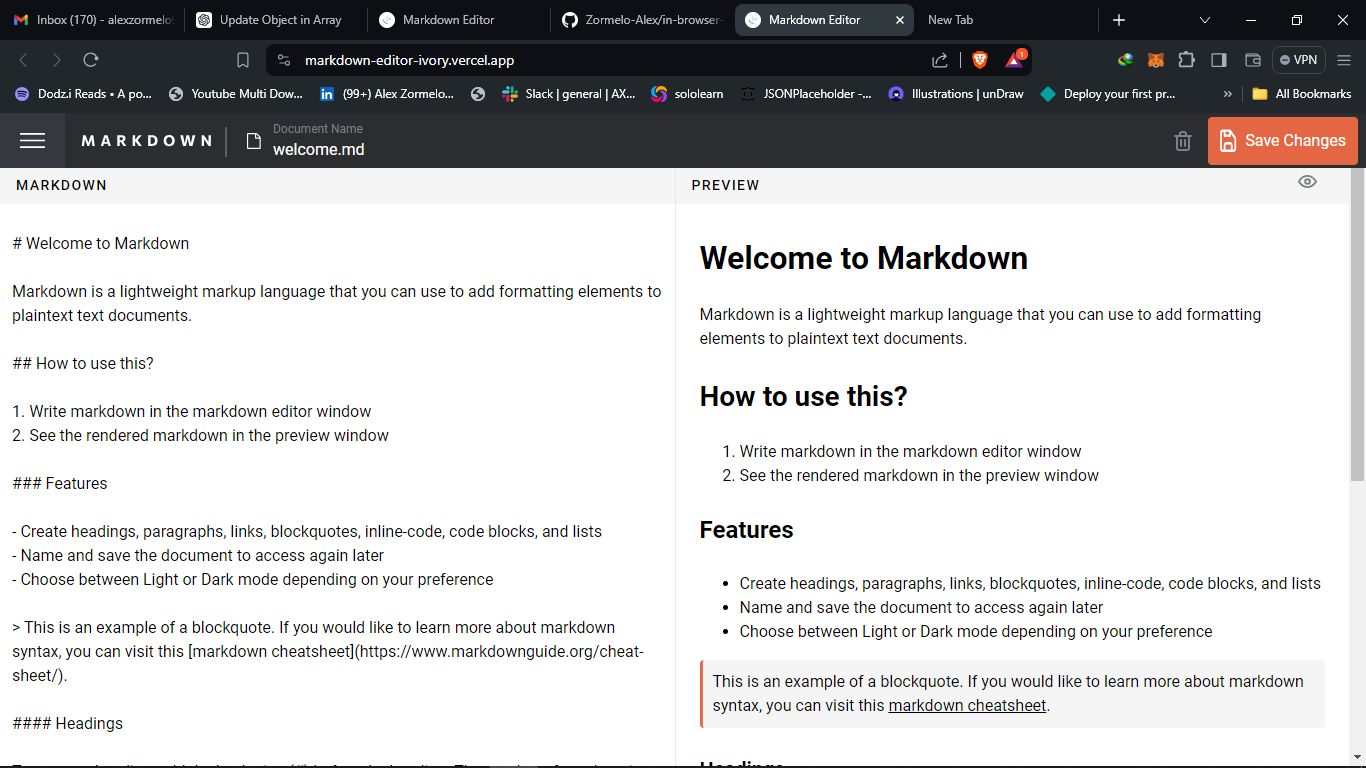 Inbox (170) - alexzormelo
Update Object in Array
Markdown Editor
Zormelo-Alex/in-browser-
Markdown Editor
New Tab
markdown-editor-ivory.vercel.app
1
VPN
Dodz.i Reads • A po...
Youtube Multi Dow...
(99+) Alex Zormelo...
Slack | general | AX...
sololearn
JSONPlaceholder -...
Illustrations | unDraw
Deploy your first pr...
»
All Bookmarks
MARKDOWN
Document Name
welcome.md
Save Changes
MARKDOWN
# Welcome to Markdown
Markdown is a lightweight markup language that you can use to add formatting elements to
plaintext text documents.
## How to use this?
1. Write markdown in the markdown editor window
2. See the rendered markdown in the preview window
### Features
- Create headings, paragraphs, links, blockquotes, inline-code, code blocks, and lists
- Name and save the document to access again later
- Choose between Light or Dark mode depending on your preference
> This is an example of a blockquote. If you would like to learn more about markdown
syntax, you can visit this [markdown cheatsheet](https://www.markdownguide.org/cheat-
sheet/).
#### Headings
PREVIEW
Welcome to Markdown
Markdown is a lightweight markup language that you can use to add formatting
elements to plaintext text documents.
How to use this?
1. Write markdown in the markdown editor window
2. See the rendered markdown in the preview window
Features
• Create headings, paragraphs, links, blockquotes, inline-code, code blocks, and lists
• Name and save the document to access again later
• Choose between Light or Dark mode depending on your preference
This is an example of a blockquote. If you would like to learn more about markdown
syntax, you can visit this markdown cheatsheet.
Headings